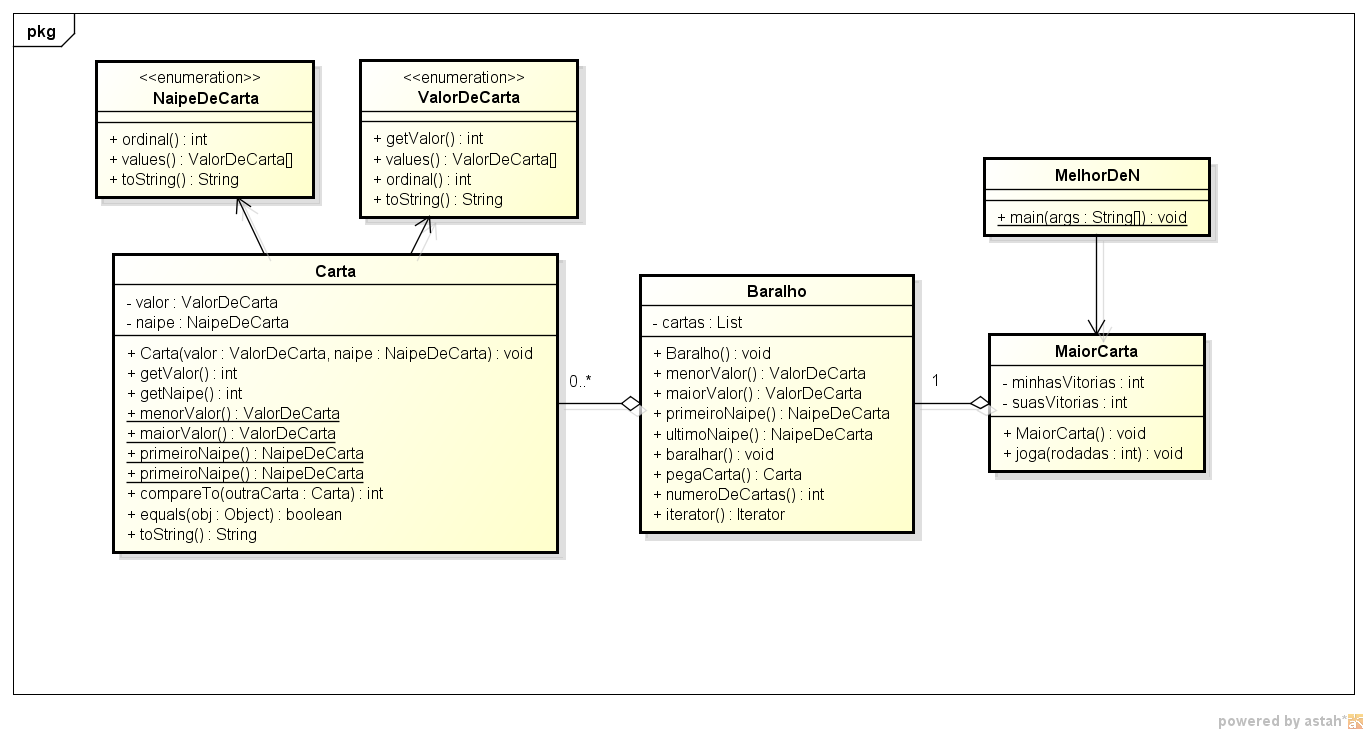 pkg
<<enumeration>>
NaipeDeCarta
+ ordinal() : int
+ values() : ValorDeCarta[]
+ toString() : String
<<enumeration>>
ValorDeCarta
+ getValor() : int
+ values() : ValorDeCarta[]
+ ordinal() : int
+ toString() : String
MelhorDeN
+ main(args : String[]) : void
Carta
- valor : ValorDeCarta
- naipe : NaipeDeCarta
+ Carta(valor : ValorDeCarta, naipe : NaipeDeCarta) : void
+ getValor() : int
+ getNaipe() : int
+ menorValor() : ValorDeCarta
+ maiorValor() : ValorDeCarta
+ primeiroNaipe() : NaipeDeCarta
+ primeiroNaipe() : NaipeDeCarta
+ compareTo(outraCarta : Carta) : int
+ equals(obj : Object) : boolean
+ toString() : String
0..*
Baralho
- cartas : List
+ Baralho() : void
+ menorValor() : ValorDeCarta
+ maiorValor() : ValorDeCarta
+ primeiroNaipe() : NaipeDeCarta
+ ultimoNaipe() : NaipeDeCarta
+ baralhar() : void
+ pegaCarta() : Carta
+ numeroDeCartas() : int
+ iterator() : Iterator
1
MaiorCarta
- minhasVitorias : int
- suasVitorias : int
+ MaiorCarta() : void
+ joga(rodadas : int) : void
powered by astah*